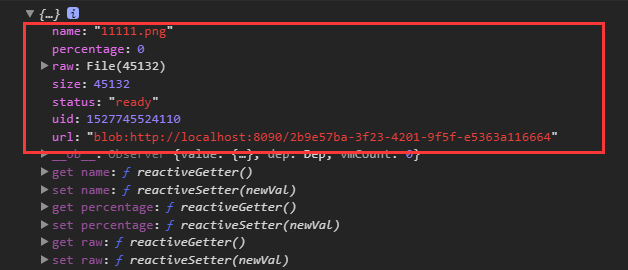 {…} i
name: "11111.png"
percentage: 0
raw: File(45132)
size: 45132
status: "ready"
uid: 1527745524110
url: "blob:http://localhost:8090/2b9e57ba-3f23-4201-9f5f-e5363a116664"
__ob__: Observer {value: {…}, dep: Dep, vmCount: 0}
get name: ƒ reactiveGetter()
set name: ƒ reactiveSetter(newVal)
get percentage: ƒ reactiveGetter()
set percentage: ƒ reactiveSetter(newVal)
get raw: ƒ reactiveGetter()
set raw: ƒ reactiveSetter(newVal)